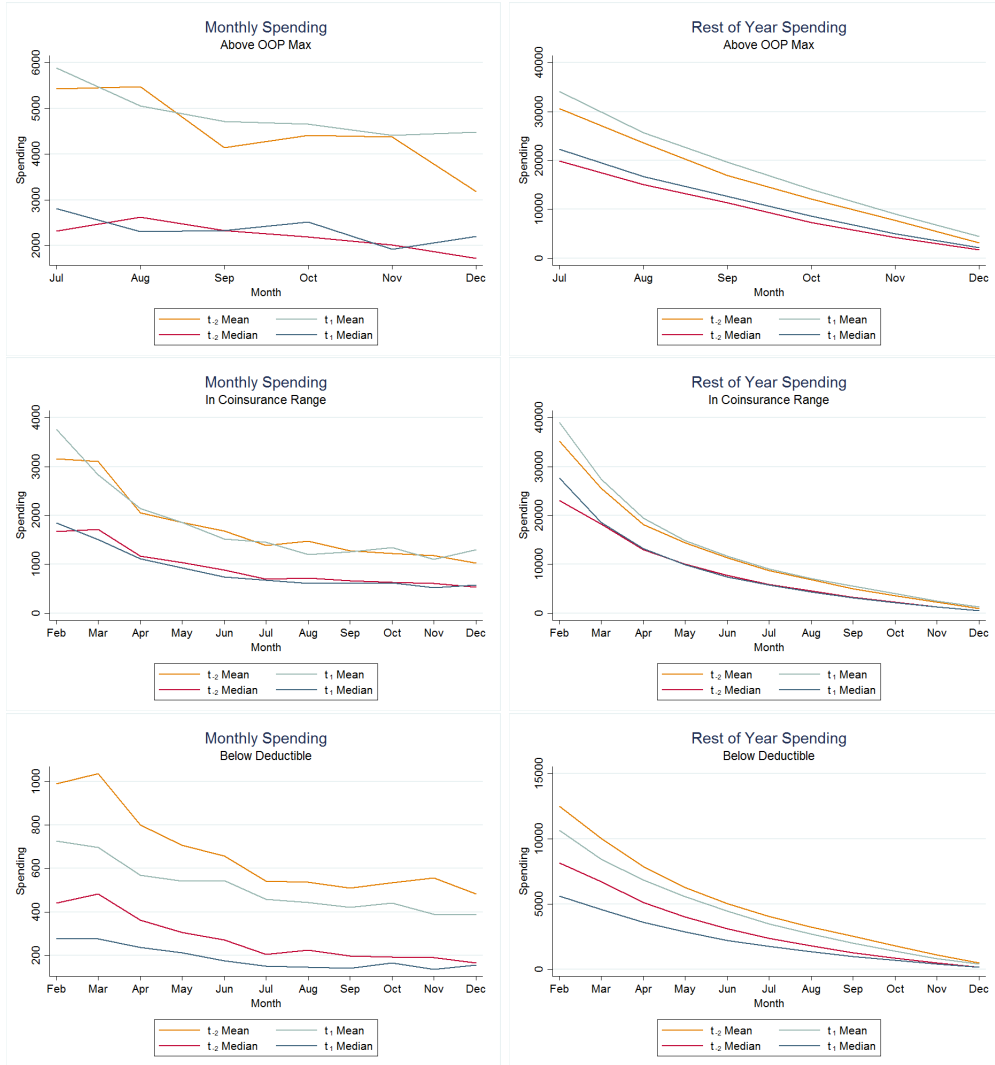 Monthly Spending
Above OOP Max
6000
5000
4000
3000
2000
Spending
Jul Aug Sep Oct Nov Dec
Month
t-2 Mean t1 Mean
t-2 Median t1 Median
Rest of Year Spending
Above OOP Max
40000
30000
20000
10000
0
Spending
Jul Aug Sep Oct Nov Dec
Month
t-2 Mean t1 Mean
t-2 Median t1 Median
Monthly Spending
In Coinsurance Range
4000
3000
2000
1000
0
Spending
Feb Mar Apr May Jun Jul Aug Sep Oct Nov Dec
Month
t-2 Mean t1 Mean
t-2 Median t1 Median
Rest of Year Spending
In Coinsurance Range
40000
30000
20000
10000
0
Spending
Feb Mar Apr May Jun Jul Aug Sep Oct Nov Dec
Month
t-2 Mean t1 Mean
t-2 Median t1 Median
Monthly Spending
Below Deductible
1000
800
600
400
200
Spending
Feb Mar Apr May Jun Jul Aug Sep Oct Nov Dec
Month
t-2 Mean t1 Mean
t-2 Median t1 Median
Rest of Year Spending
Below Deductible
15000
10000
5000
0
Spending
Feb Mar Apr May Jun Jul Aug Sep Oct Nov Dec
Month
t-2 Mean t1 Mean
t-2 Median t1 Median